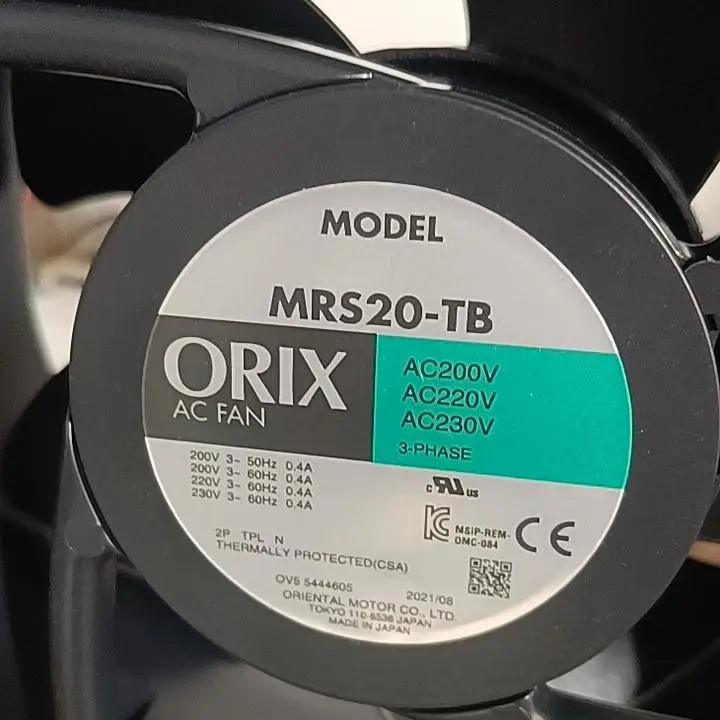 MODEL
MRS20-TB
ORIX
AC FAN
AC200V
AC220V
AC230V
3-PHASE
200V 3~ 50Hz 0.4A
200V 3~ 60Hz 0.4A
220V 3~ 60Hz 0.4A
230V 3~ 60Hz 0.4A
c RU us
MSIP-REM-
OMC-084
CE
2P TPL N
THERMALLY PROTECTED(CSA)
OV5 5444605
2021/08
ORIENTAL MOTOR CO., LTD.
TOKYO 110-8536 JAPAN
MADE IN JAPAN